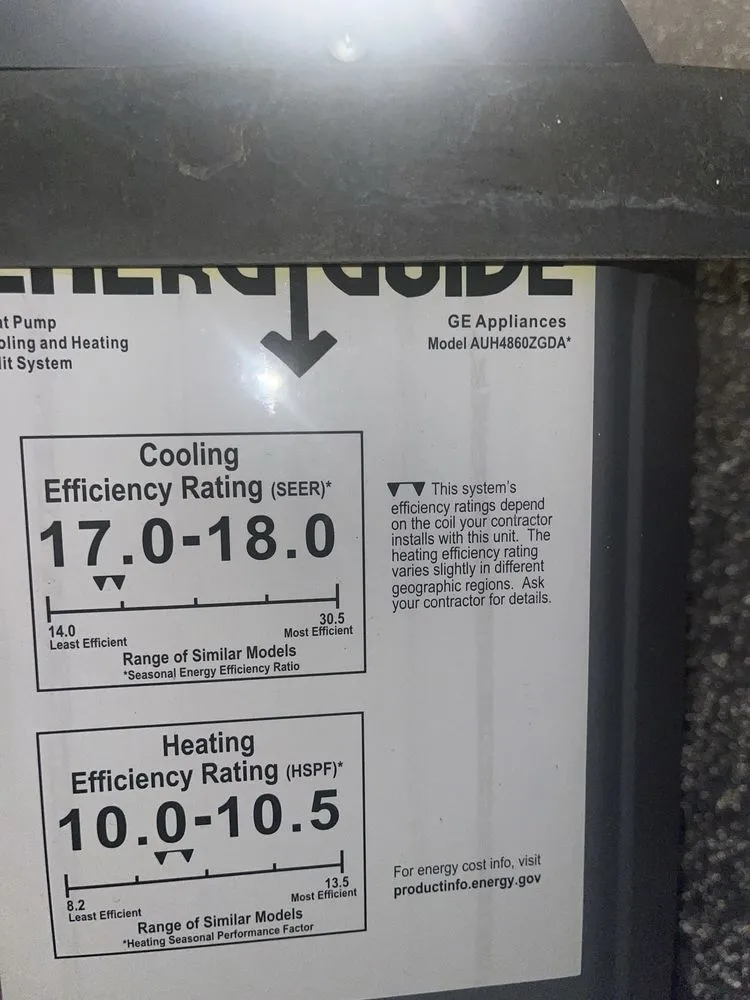 ENERGYGUIDE
at Pump
oling and Heating
lit System
GE Appliances
Model AUH4860ZGDA*
Cooling
Efficiency Rating (SEER)*
17.0-18.0
14.0
Least Efficient
30.5
Most Efficient
Range of Similar Models
*Seasonal Energy Efficiency Ratio
This system's
efficiency ratings depend
on the coil your contractor
installs with this unit. The
heating efficiency rating
varies slightly in different
geographic regions. Ask
your contractor for details.
Heating
Efficiency Rating (HSPF)*
10.0-10.5
8.2
Least Efficient
13.5
Most Efficient
Range of Similar Models
*Heating Seasonal Performance Factor
For energy cost info, visit
productinfo.energy.gov